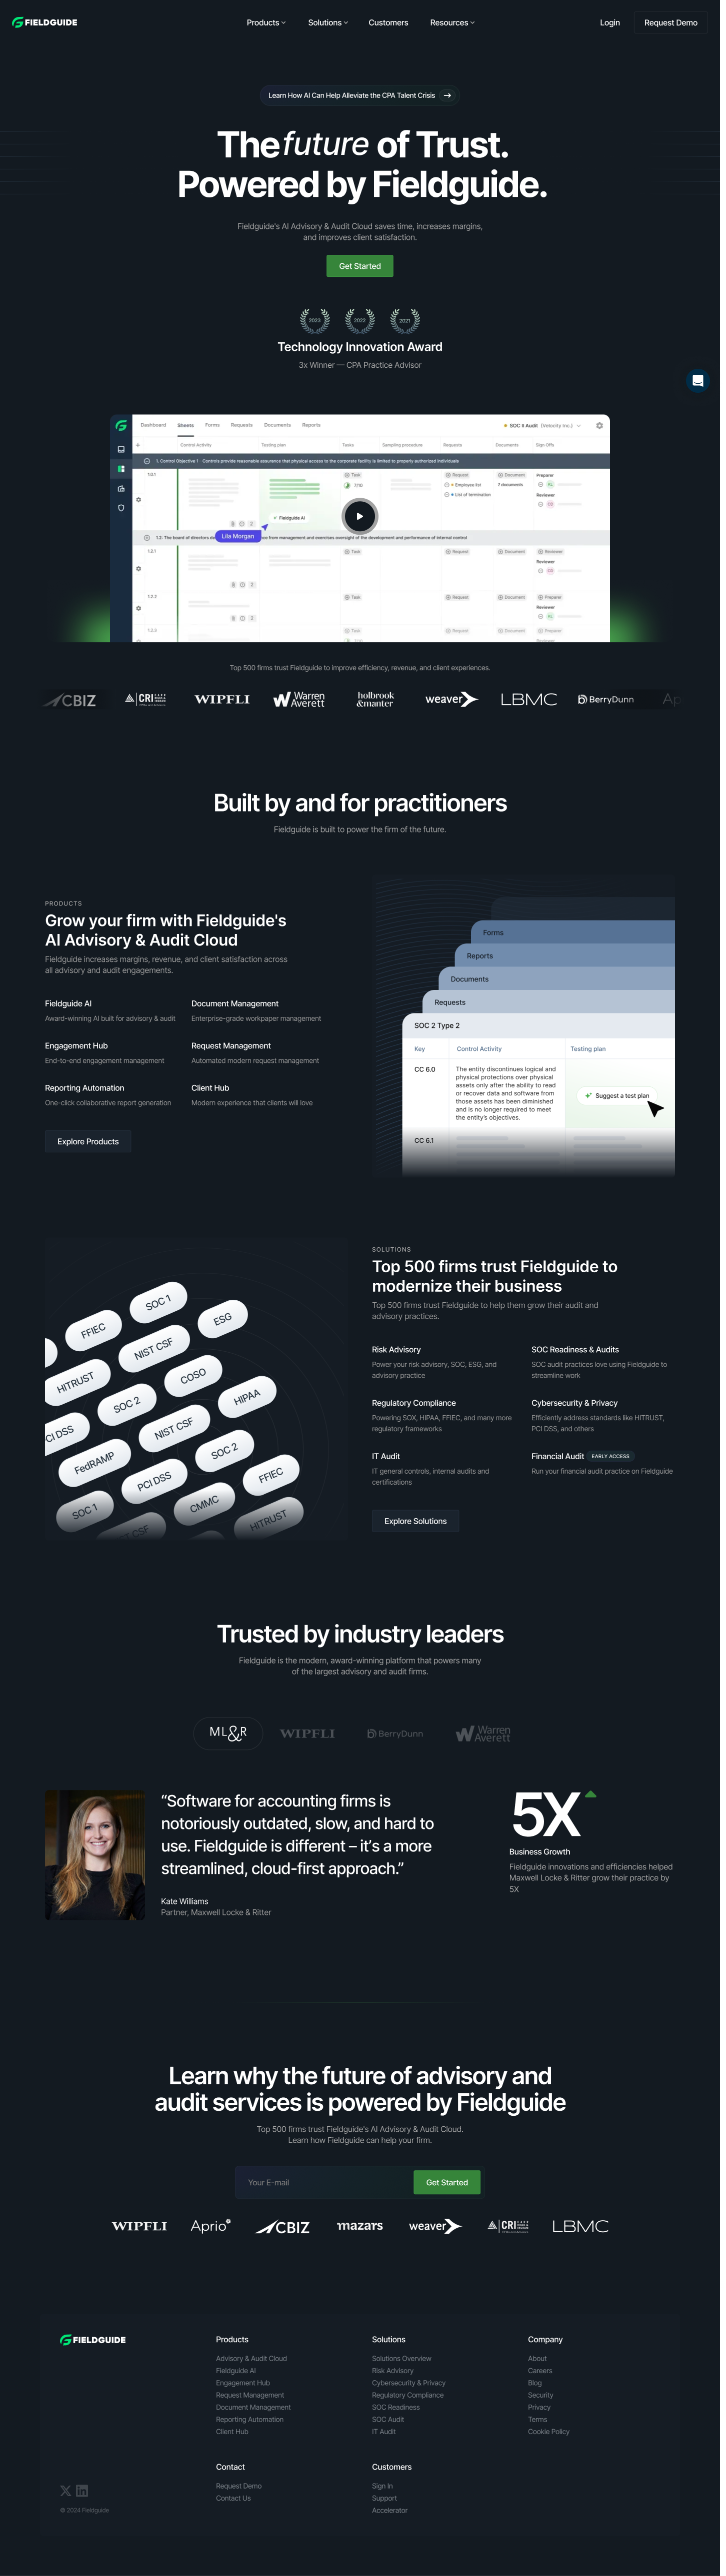 FIELDGUIDE
Products
Solutions
Customers
Resources
Login
Request Demo
Learn How AI Can Help Alleviate the CPA Talent Crisis
The future of Trust.
Powered by Fieldguide.
Fieldguide's AI Advisory & Audit Cloud saves time, increases margins,
and improves client satisfaction.
Get Started
2023
2022
2021
Technology Innovation Award
3x Winner — CPA Practice Advisor
Dashboard
Sheets
Forms
Requests
Documents
Reports
SOC II Audit (Velocity Inc.)
Control Activity
Testing plan
Tasks
Sampling procedure
Requests
Documents
Sign Offs
1. Control Objective 1 - Controls provide reasonable assurance that physical access to the corporate facility is limited to properly authorized individuals
1.0.1
Task
7/10
Request
Employee list
List of termination
Document
7 documents
Preparer
Reviewer
Fieldguide AI
Lila Morgan
1.2: The board of directors de
ce from management and exercises oversight of the development and performance of internal control
1.2.1
Task
Request
Document
Reviewer
Reviewer
1.2.2
Task
Request
Document
Preparer
Reviewer
1.2.3
Task
Request
Document
Preparer
Top 500 firms trust Fieldguide to improve efficiency, revenue, and client experiences.
CBIZ
CRI
WIPFLI
Warren
Averett
holbrook
&manter
weaver
LBMC
BerryDunn
Ap
Built by and for practitioners
Fieldguide is built to power the firm of the future.
PRODUCTS
Grow your firm with Fieldguide's
AI Advisory & Audit Cloud
Fieldguide increases margins, revenue, and client satisfaction across
all advisory and audit engagements.
Fieldguide AI
Award-winning AI built for advisory & audit
Document Management
Enterprise-grade workpaper management
Engagement Hub
End-to-end engagement management
Request Management
Automated modern request management
Reporting Automation
One-click collaborative report generation
Client Hub
Modern experience that clients will love
Explore Products
Forms
Reports
Documents
Requests
SOC 2 Type 2
Key
Control Activity
Testing plan
CC 6.0
The entity discontinues logical and
physical protections over physical
assets only after the ability to read
or recover data and software from
those assets has been diminished
and is no longer required to meet
the entity's objectives.
Suggest a test plan
CC 6.1
SOC 1
FFIEC
ESG
NIST CSF
HITRUST
COSO
SOC 2
HIPAA
CI DSS
NIST CSF
FedRAMP
SOC 2
PCI DSS
FFIEC
SOC 1
CMMC
T CSF
HITRUST
SOLUTIONS
Top 500 firms trust Fieldguide to
modernize their business
Top 500 firms trust Fieldguide to help them grow their audit and
advisory practices.
Risk Advisory
Power your risk advisory, SOC, ESG, and
advisory practice
SOC Readiness & Audits
SOC audit practices love using Fieldguide to
streamline work
Regulatory Compliance
Powering SOX, HIPAA, FFIEC, and many more
regulatory frameworks
Cybersecurity & Privacy
Efficiently address standards like HITRUST,
PCI DSS, and others
IT Audit
IT general controls, internal audits and
certifications
Financial Audit EARLY ACCESS
Run your financial audit practice on Fieldguide
Explore Solutions
Trusted by industry leaders
Fieldguide is the modern, award-winning platform that powers many
of the largest advisory and audit firms.
ML&R
WIPFLI
BerryDunn
Warren
Averett
“Software for accounting firms is
notoriously outdated, slow, and hard to
use. Fieldguide is different – it's a more
streamlined, cloud-first approach.”
Kate Williams
Partner, Maxwell Locke & Ritter
5X
Business Growth
Fieldguide innovations and efficiencies helped
Maxwell Locke & Ritter grow their practice by
5X
Learn why the future of advisory and
audit services is powered by Fieldguide
Top 500 firms trust Fieldguide's AI Advisory & Audit Cloud.
Learn how Fieldguide can help your firm.
Your E-mail
Get Started
WIPFLI
Aprio
CBIZ
mazars
weaver
CRI
LBMC
FIELDGUIDE
Products
Advisory & Audit Cloud
Fieldguide AI
Engagement Hub
Request Management
Document Management
Reporting Automation
Client Hub
Solutions
Solutions Overview
Risk Advisory
Cybersecurity & Privacy
Regulatory Compliance
SOC Readiness
SOC Audit
IT Audit
Company
About
Careers
Blog
Security
Privacy
Terms
Cookie Policy
Contact
Request Demo
Contact Us
Customers
Sign In
Support
Accelerator
© 2024 Fieldguide